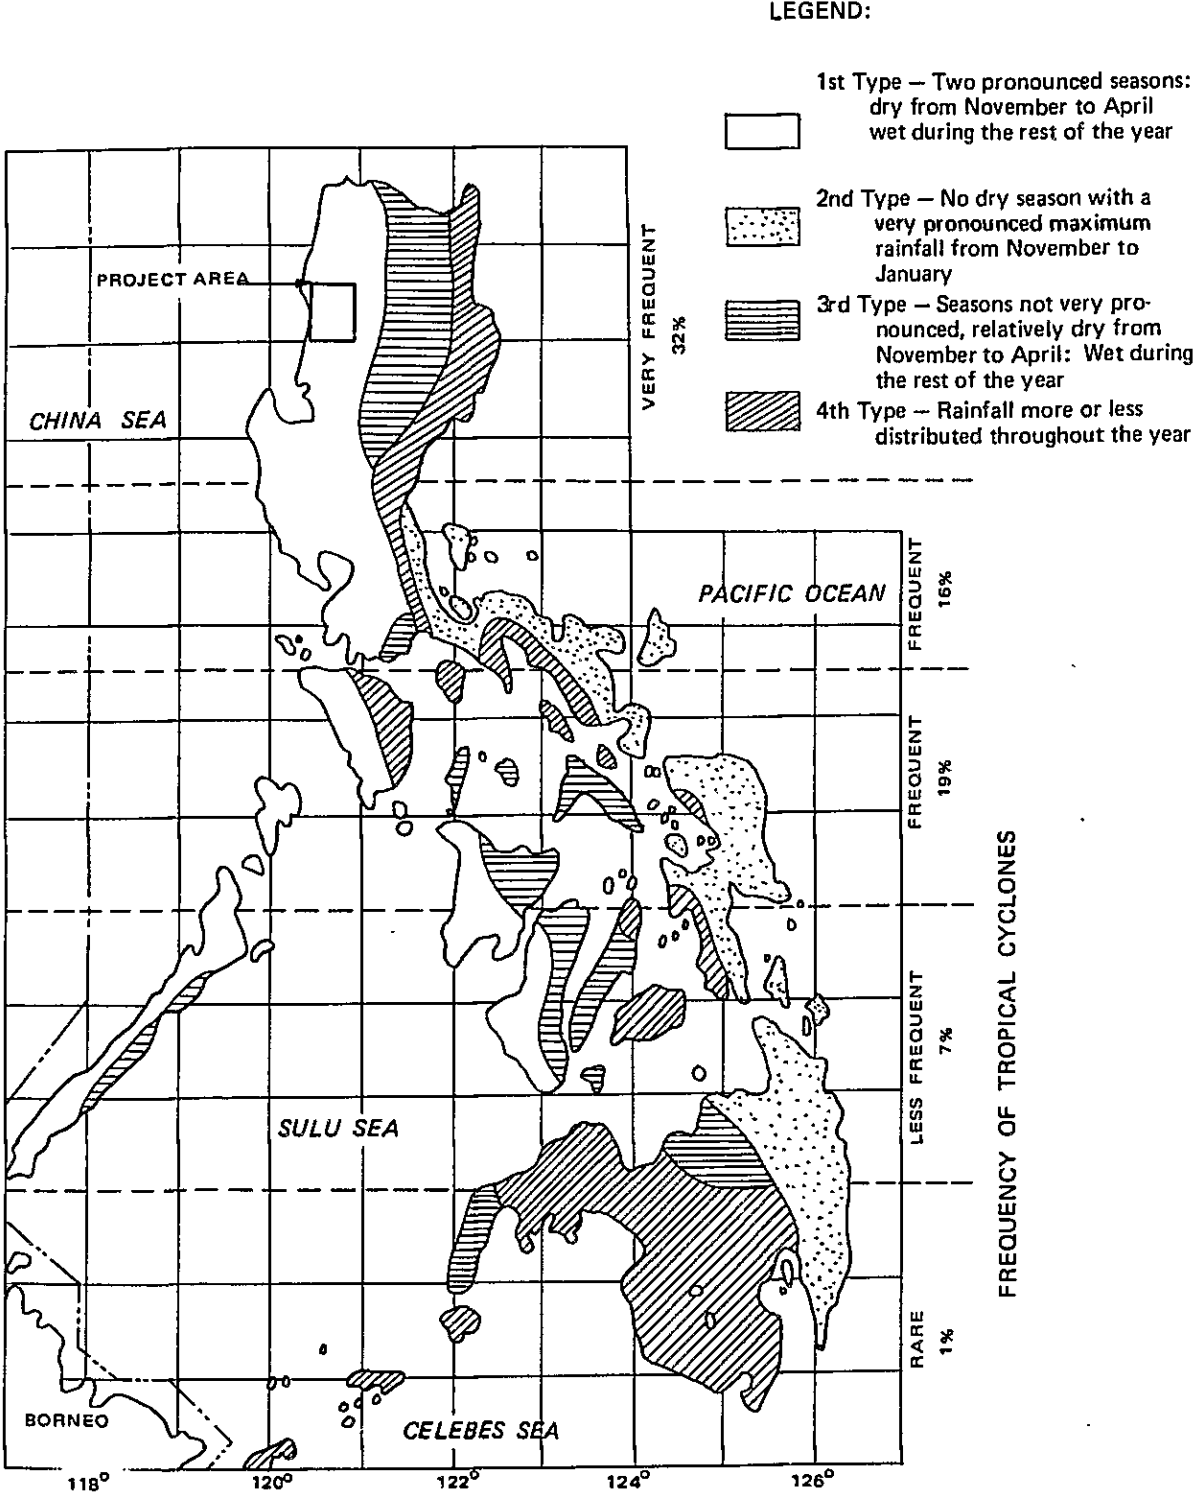 LEGEND:
1st Type — Two pronounced seasons:
dry from November to April
wet during the rest of the year
2nd Type — No dry season with a
very pronounced maximum
rainfall from November to
January
3rd Type — Seasons not very pro-
nounced, relatively dry from
November to April: Wet during
the rest of the year
4th Type — Rainfall more or less
distributed throughout the year
PROJECT AREA
CHINA SEA
VERY FREQUENT
32%
PACIFIC OCEAN
FREQUENT
16%
FREQUENT
19%
LESS FREQUENT
7%
RARE
1%
FREQUENCY OF TROPICAL CYCLONES
SULU SEA
BORNEO
CELEBES SEA
118°
120°
122°
124°
126°